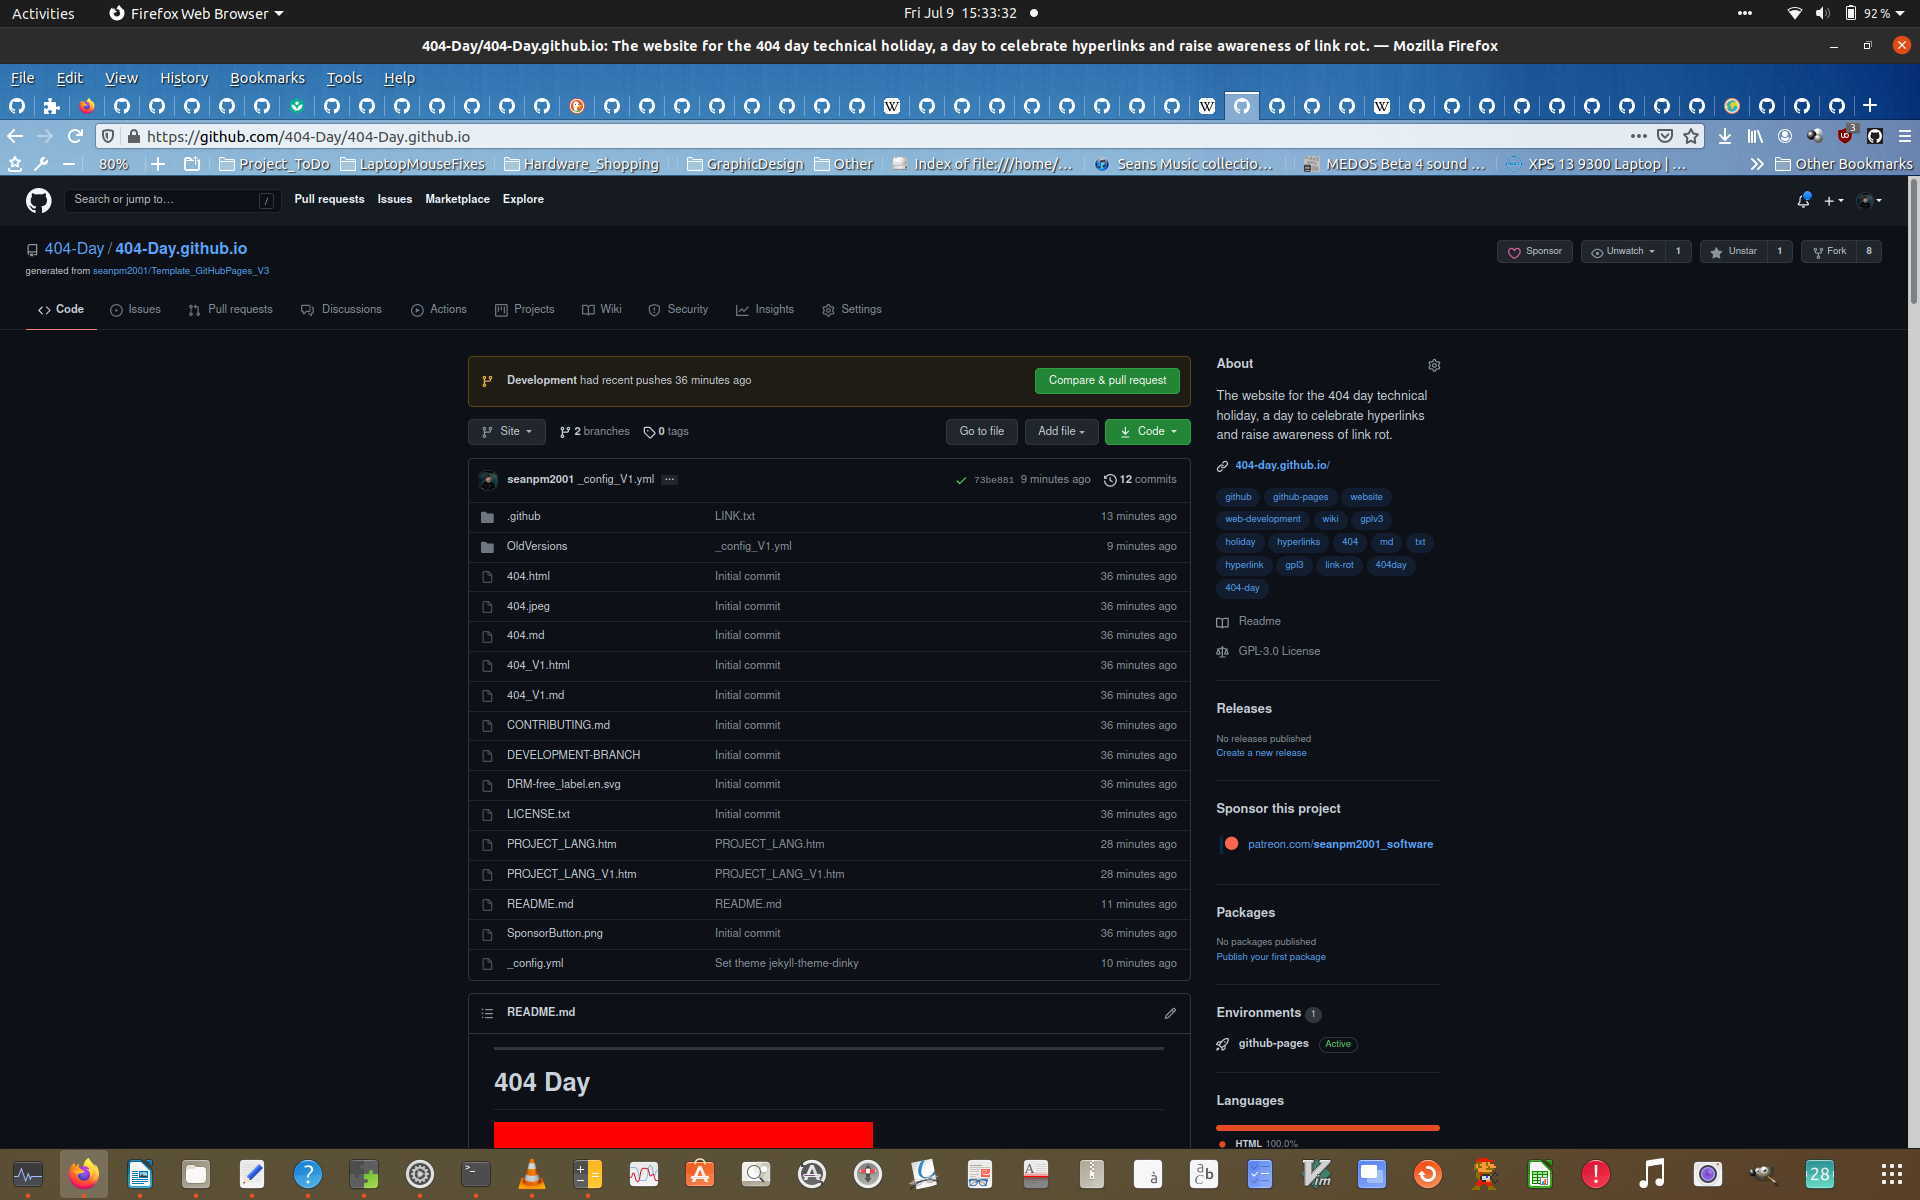 Activities
Firefox Web Browser
Fri Jul 9 15:33:32
92 %
404-Day/404-Day.github.io: The website for the 404 day technical holiday, a day to celebrate hyperlinks and raise awareness of link rot. — Mozilla Firefox
File Edit View History Bookmarks Tools Help
https://github.com/404-Day/404-Day.github.io
3
80%
Project_ToDo
LaptopMouseFixes
Hardware_Shopping
GraphicDesign
Other
Index of file:///home/...
Seans Music collectio...
MEDOS Beta 4 sound ...
XPS 13 9300 Laptop | ...
Other Bookmarks
Search or jump to...
/
Pull requests Issues Marketplace Explore
404-Day / 404-Day.github.io
generated from seanpm2001/Template_GitHubPages_V3
Sponsor
Unwatch 1
Unstar 1
Fork 8
Code
Issues
Pull requests
Discussions
Actions
Projects
Wiki
Security
Insights
Settings
Development had recent pushes 36 minutes ago
Compare & pull request
Site
2 branches
0 tags
Go to file
Add file
Code
seanpm2001 _config_V1.yml ...
73be881 9 minutes ago
12 commits
.github LINK.txt 13 minutes ago
OldVersions _config_V1.yml 9 minutes ago
404.html Initial commit 36 minutes ago
404.jpeg Initial commit 36 minutes ago
404.md Initial commit 36 minutes ago
404_V1.html Initial commit 36 minutes ago
404_V1.md Initial commit 36 minutes ago
CONTRIBUTING.md Initial commit 36 minutes ago
DEVELOPMENT-BRANCH Initial commit 36 minutes ago
DRM-free_label.en.svg Initial commit 36 minutes ago
LICENSE.txt Initial commit 36 minutes ago
PROJECT_LANG.htm PROJECT_LANG.htm 28 minutes ago
PROJECT_LANG_V1.htm PROJECT_LANG_V1.htm 28 minutes ago
README.md README.md 11 minutes ago
SponsorButton.png Initial commit 36 minutes ago
_config.yml Set theme jekyll-theme-dinky 10 minutes ago
README.md
404 Day
About
The website for the 404 day technical
holiday, a day to celebrate hyperlinks
and raise awareness of link rot.
404-day.github.io/
github github-pages website
web-development wiki gplv3
holiday hyperlinks 404 md txt
hyperlink gpl3 link-rot 404day
404-day
Readme
GPL-3.0 License
Releases
No releases published
Create a new release
Sponsor this project
patreon.com/seanpm2001_software
Packages
No packages published
Publish your first package
Environments 1
github-pages Active
Languages
HTML 100.0%
28